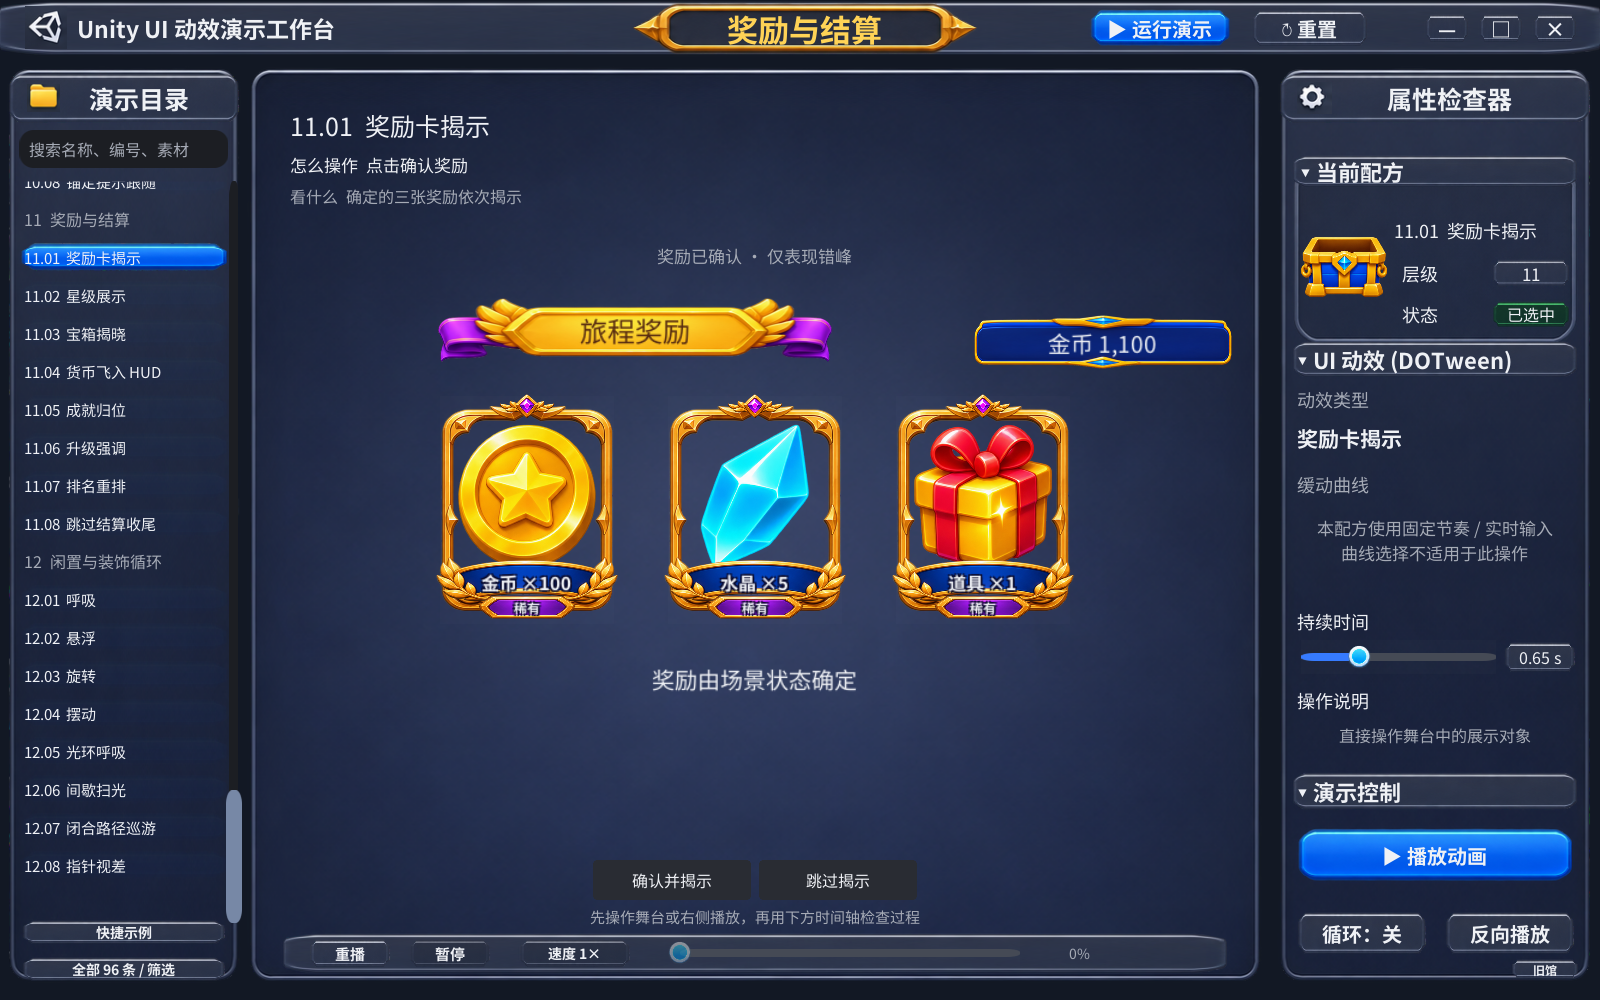 Unity UI 动效演示工作台
奖励与结算
▶ 运行演示
重置
演示目录
搜索名称、编号、素材
10.08 锚定提示跟随
11 奖励与结算
11.01 奖励卡揭示
11.02 星级展示
11.03 宝箱揭晓
11.04 货币飞入 HUD
11.05 成就归位
11.06 升级强调
11.07 排名重排
11.08 跳过结算收尾
12 闲置与装饰循环
12.01 呼吸
12.02 悬浮
12.03 旋转
12.04 摆动
12.05 光环呼吸
12.06 间歇扫光
12.07 闭合路径巡游
12.08 指针视差
快捷示例
全部 96 条 / 筛选
11.01 奖励卡揭示
怎么操作 点击确认奖励
看什么 确定的三张奖励依次揭示
奖励已确认 · 仅表现错峰
旅程奖励
金币 1,100
金币 ×100
稀有
水晶 ×5
稀有
道具 ×1
稀有
奖励由场景状态确定
确认并揭示
跳过揭示
先操作舞台或右侧播放，再用下方时间轴检查过程
重播
暂停
速度 1×
0%
属性检查器
▼ 当前配方
11.01 奖励卡揭示
层级
11
状态
已选中
▼ UI 动效 (DOTween)
动效类型
奖励卡揭示
缓动曲线
本配方使用固定节奏 / 实时输入
曲线选择不适用于此操作
持续时间
0.65 s
操作说明
直接操作舞台中的展示对象
▼ 演示控制
▶ 播放动画
循环：关
反向播放
旧馆